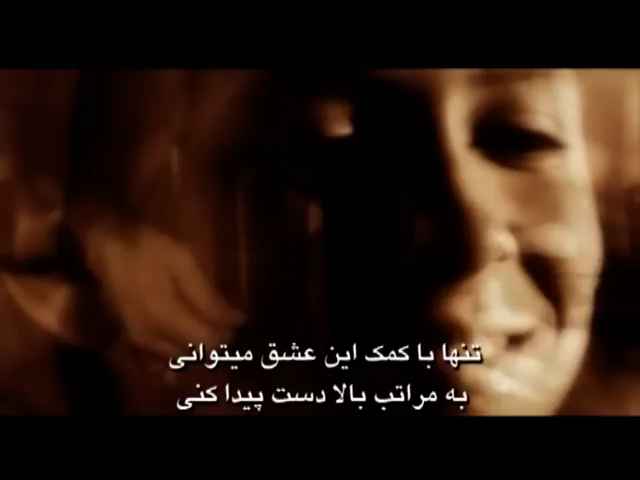 تنها با کمک این عشق میتوانی
به مراتب بالا دست پیدا کنی